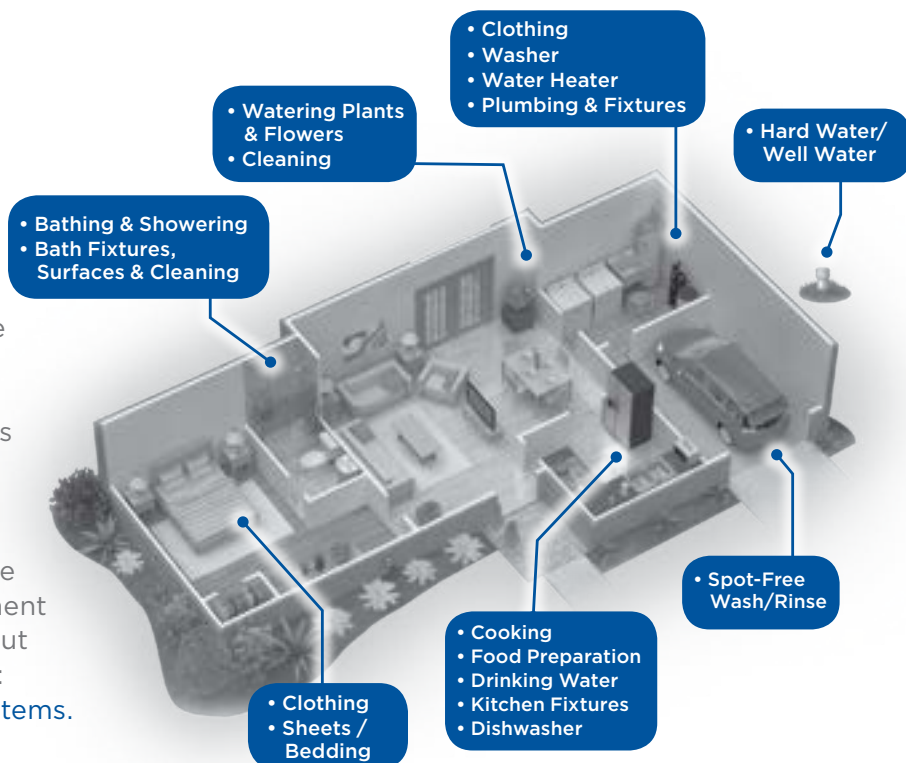 • Clothing
• Washer
• Water Heater
• Plumbing & Fixtures
• Watering Plants
& Flowers
• Cleaning
• Hard Water/
Well Water
• Bathing & Showering
• Bath Fixtures,
Surfaces & Cleaning
• Spot-Free
Wash/Rinse
• Cooking
• Food Preparation
• Drinking Water
• Kitchen Fixtures
• Dishwasher
• Clothing
• Sheets /
Bedding